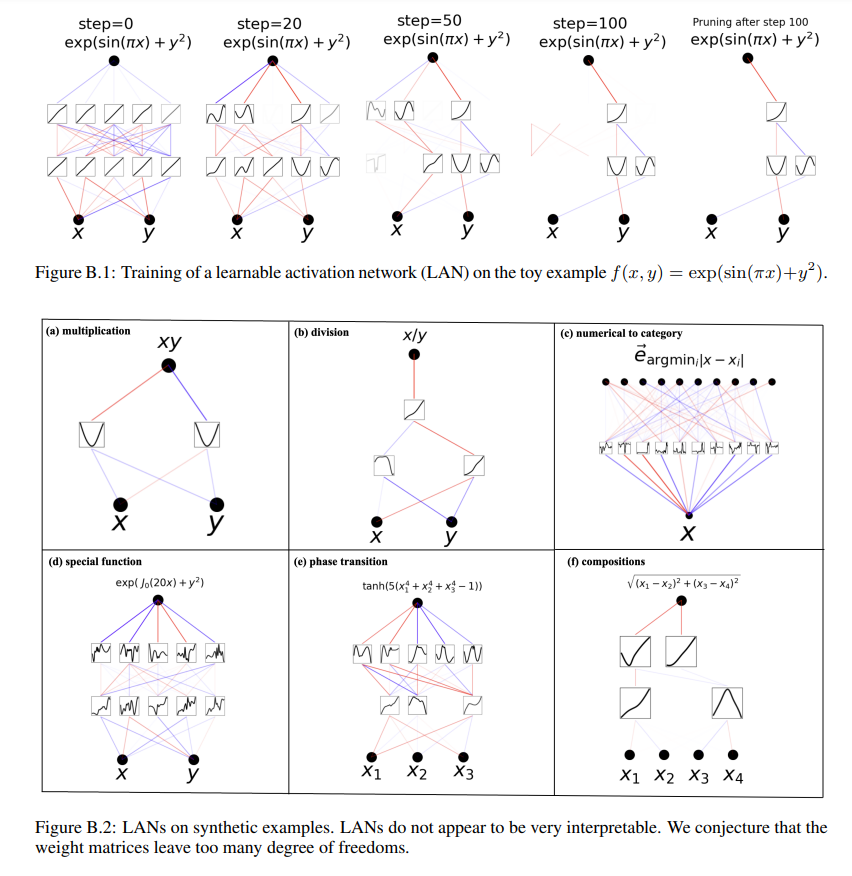 step=0
exp(sin(πx) + y²)
step=20
exp(sin(πx) + y²)
step=50
exp(sin(πx) + y²)
step=100
exp(sin(πx) + y²)
Pruning after step 100
exp(sin(πx) + y²)
x y
x y
x y
x y
x y
Figure B.1: Training of a learnable activation network (LAN) on the toy example f(x, y) = exp(sin(πx)+y²).
(a) multiplication
xy
x y
(b) division
x/y
x y
(c) numerical to category
e⃗argminᵢ|x − xᵢ|
x
(d) special function
exp(J₀(20x) + y²)
x y
(e) phase transition
tanh(5(x₁⁴ + x₂⁴ + x₃⁴ − 1))
x₁ x₂ x₃
(f) compositions
√(x₁ − x₂)² + (x₃ − x₄)²
x₁ x₂ x₃ x₄
Figure B.2: LANs on synthetic examples. LANs do not appear to be very interpretable. We conjecture that the
weight matrices leave too many degree of freedoms.